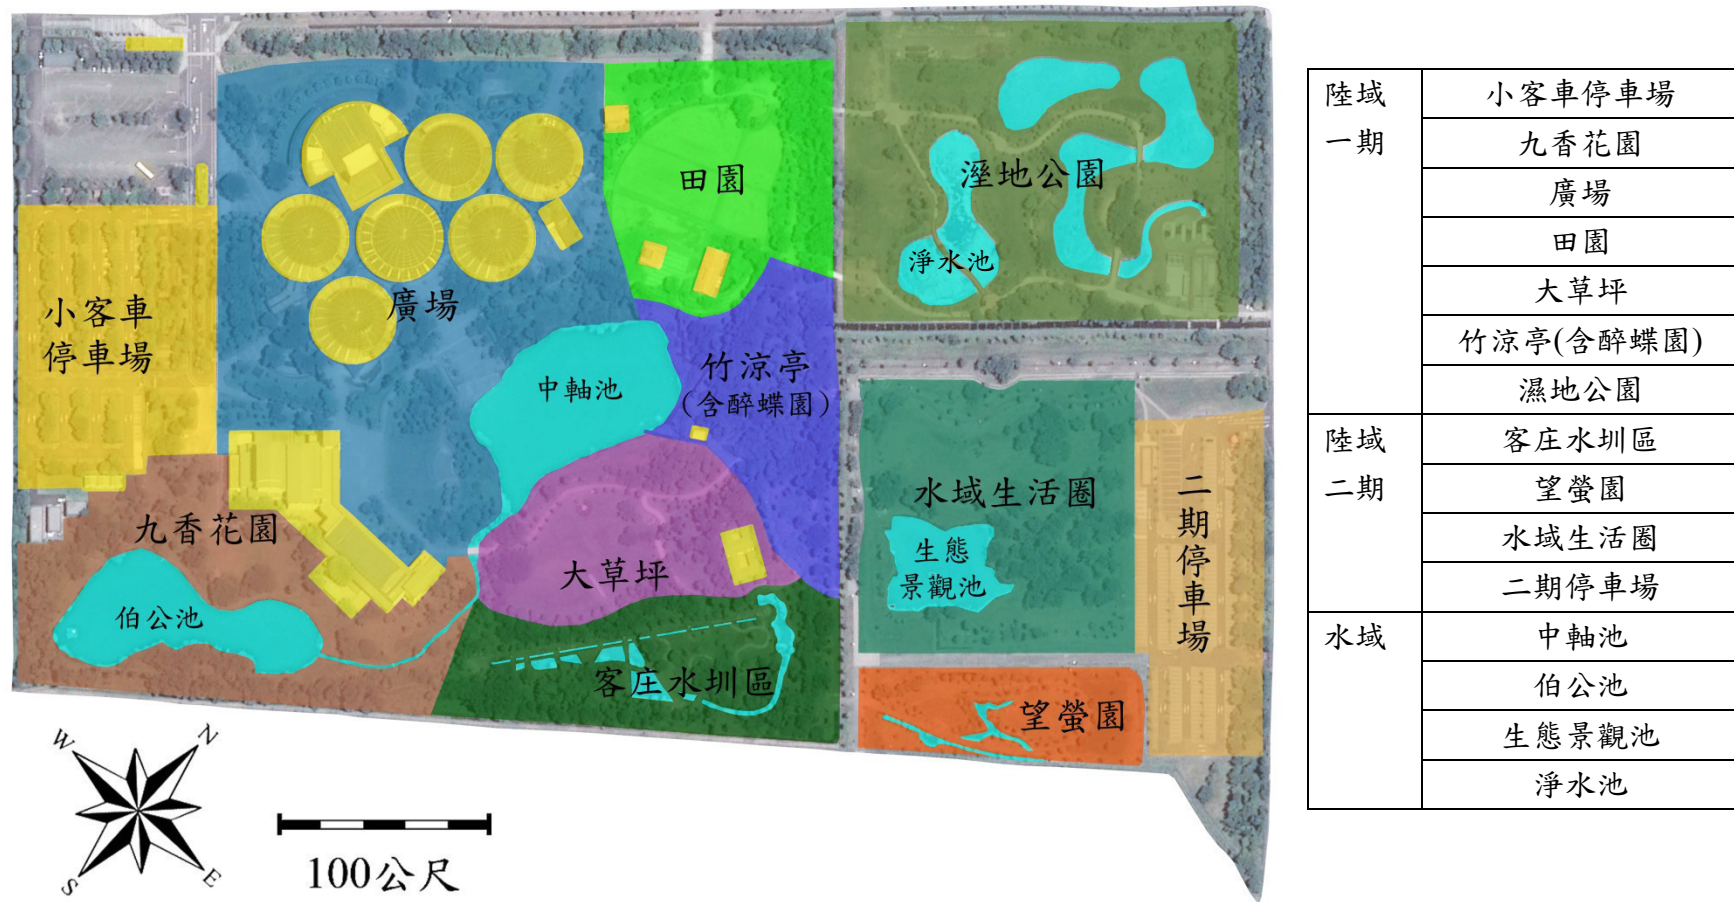 田園
溼地公園
淨水池
小客車
停車場
廣場
中軸池
竹涼亭
(含醉蝶園)
水域生活圈
生態
景觀池
二期停車場
九香花園
大草坪
伯公池
客庄水圳區
望螢園
W
N
S
E
100公尺
陸域
一期
小客車停車場
九香花園
廣場
田園
大草坪
竹涼亭(含醉蝶園)
濕地公園
陸域
二期
客庄水圳區
望螢園
水域生活圈
二期停車場
水域
中軸池
伯公池
生態景觀池
淨水池